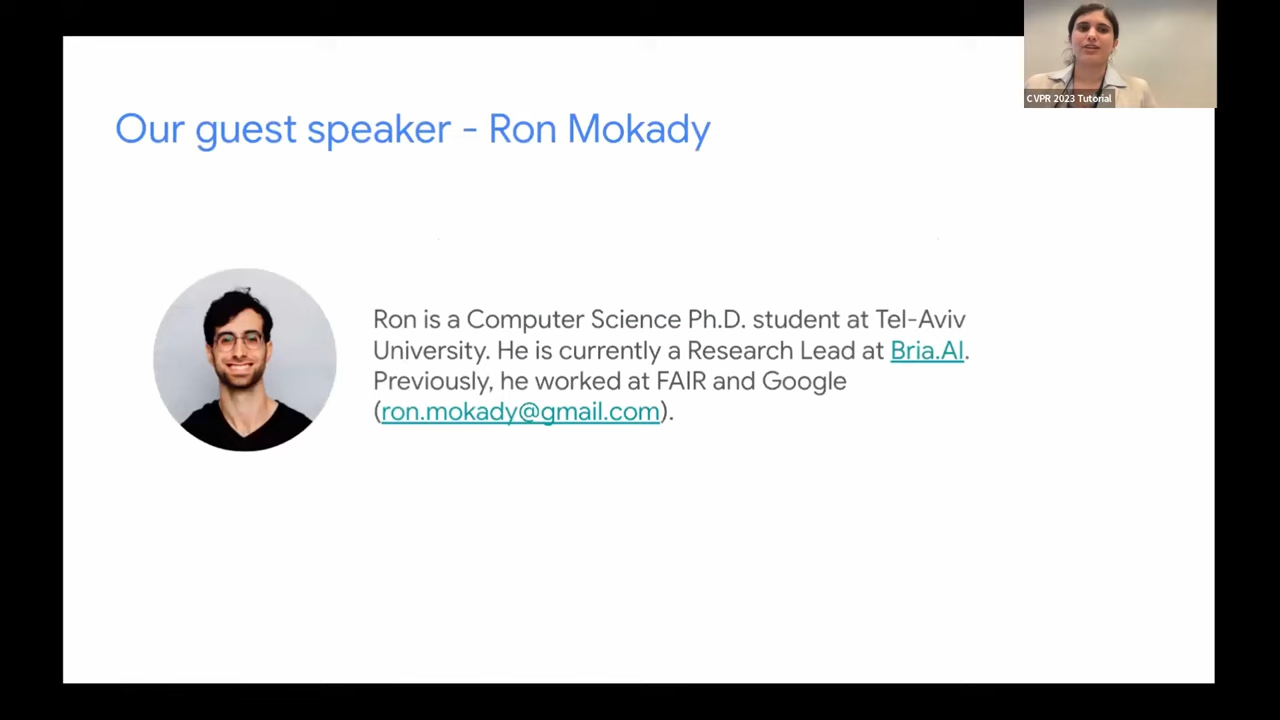 CVPR 2023 Tutorial
Our guest speaker - Ron Mokady
Ron is a Computer Science Ph.D. student at Tel-Aviv
University. He is currently a Research Lead at Bria.AI.
Previously, he worked at FAIR and Google
(ron.mokady@gmail.com).